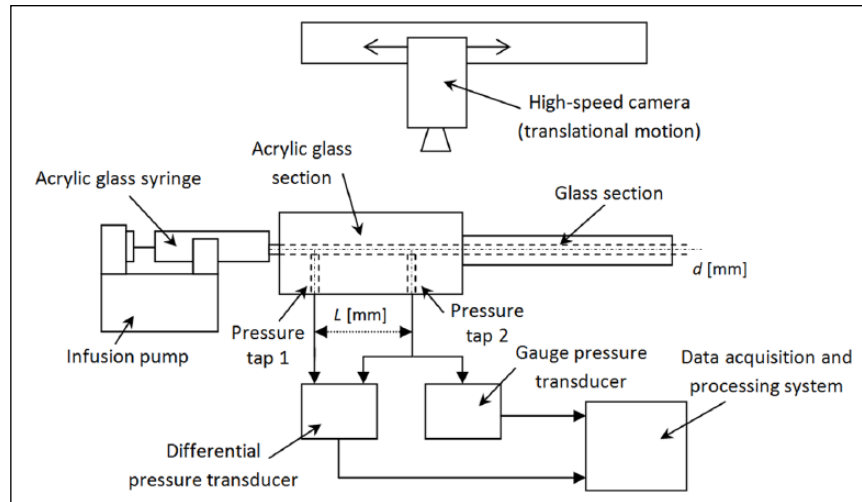 High-speed camera
(translational motion)
Acrylic glass
section
Acrylic glass syringe
Glass section
d [mm]
L [mm]
Pressure
tap 1
Pressure
tap 2
Infusion pump
Gauge pressure
transducer
Data acquisition and
processing system
Differential
pressure transducer